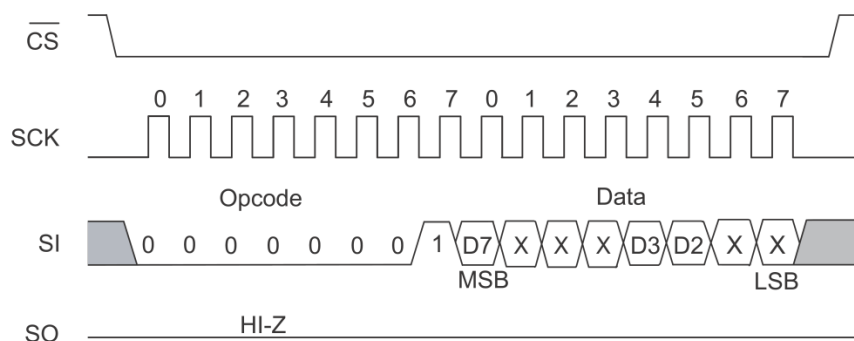 CS
0 1 2 3 4 5 6 7 0 1 2 3 4 5 6 7
SCK
Opcode Data
SI 0 0 0 0 0 0 0 1 D7 X X X D3 D2 X X
MSB LSB
HI-Z
SO